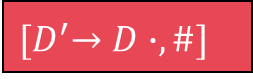 [D′→ D ·,#]